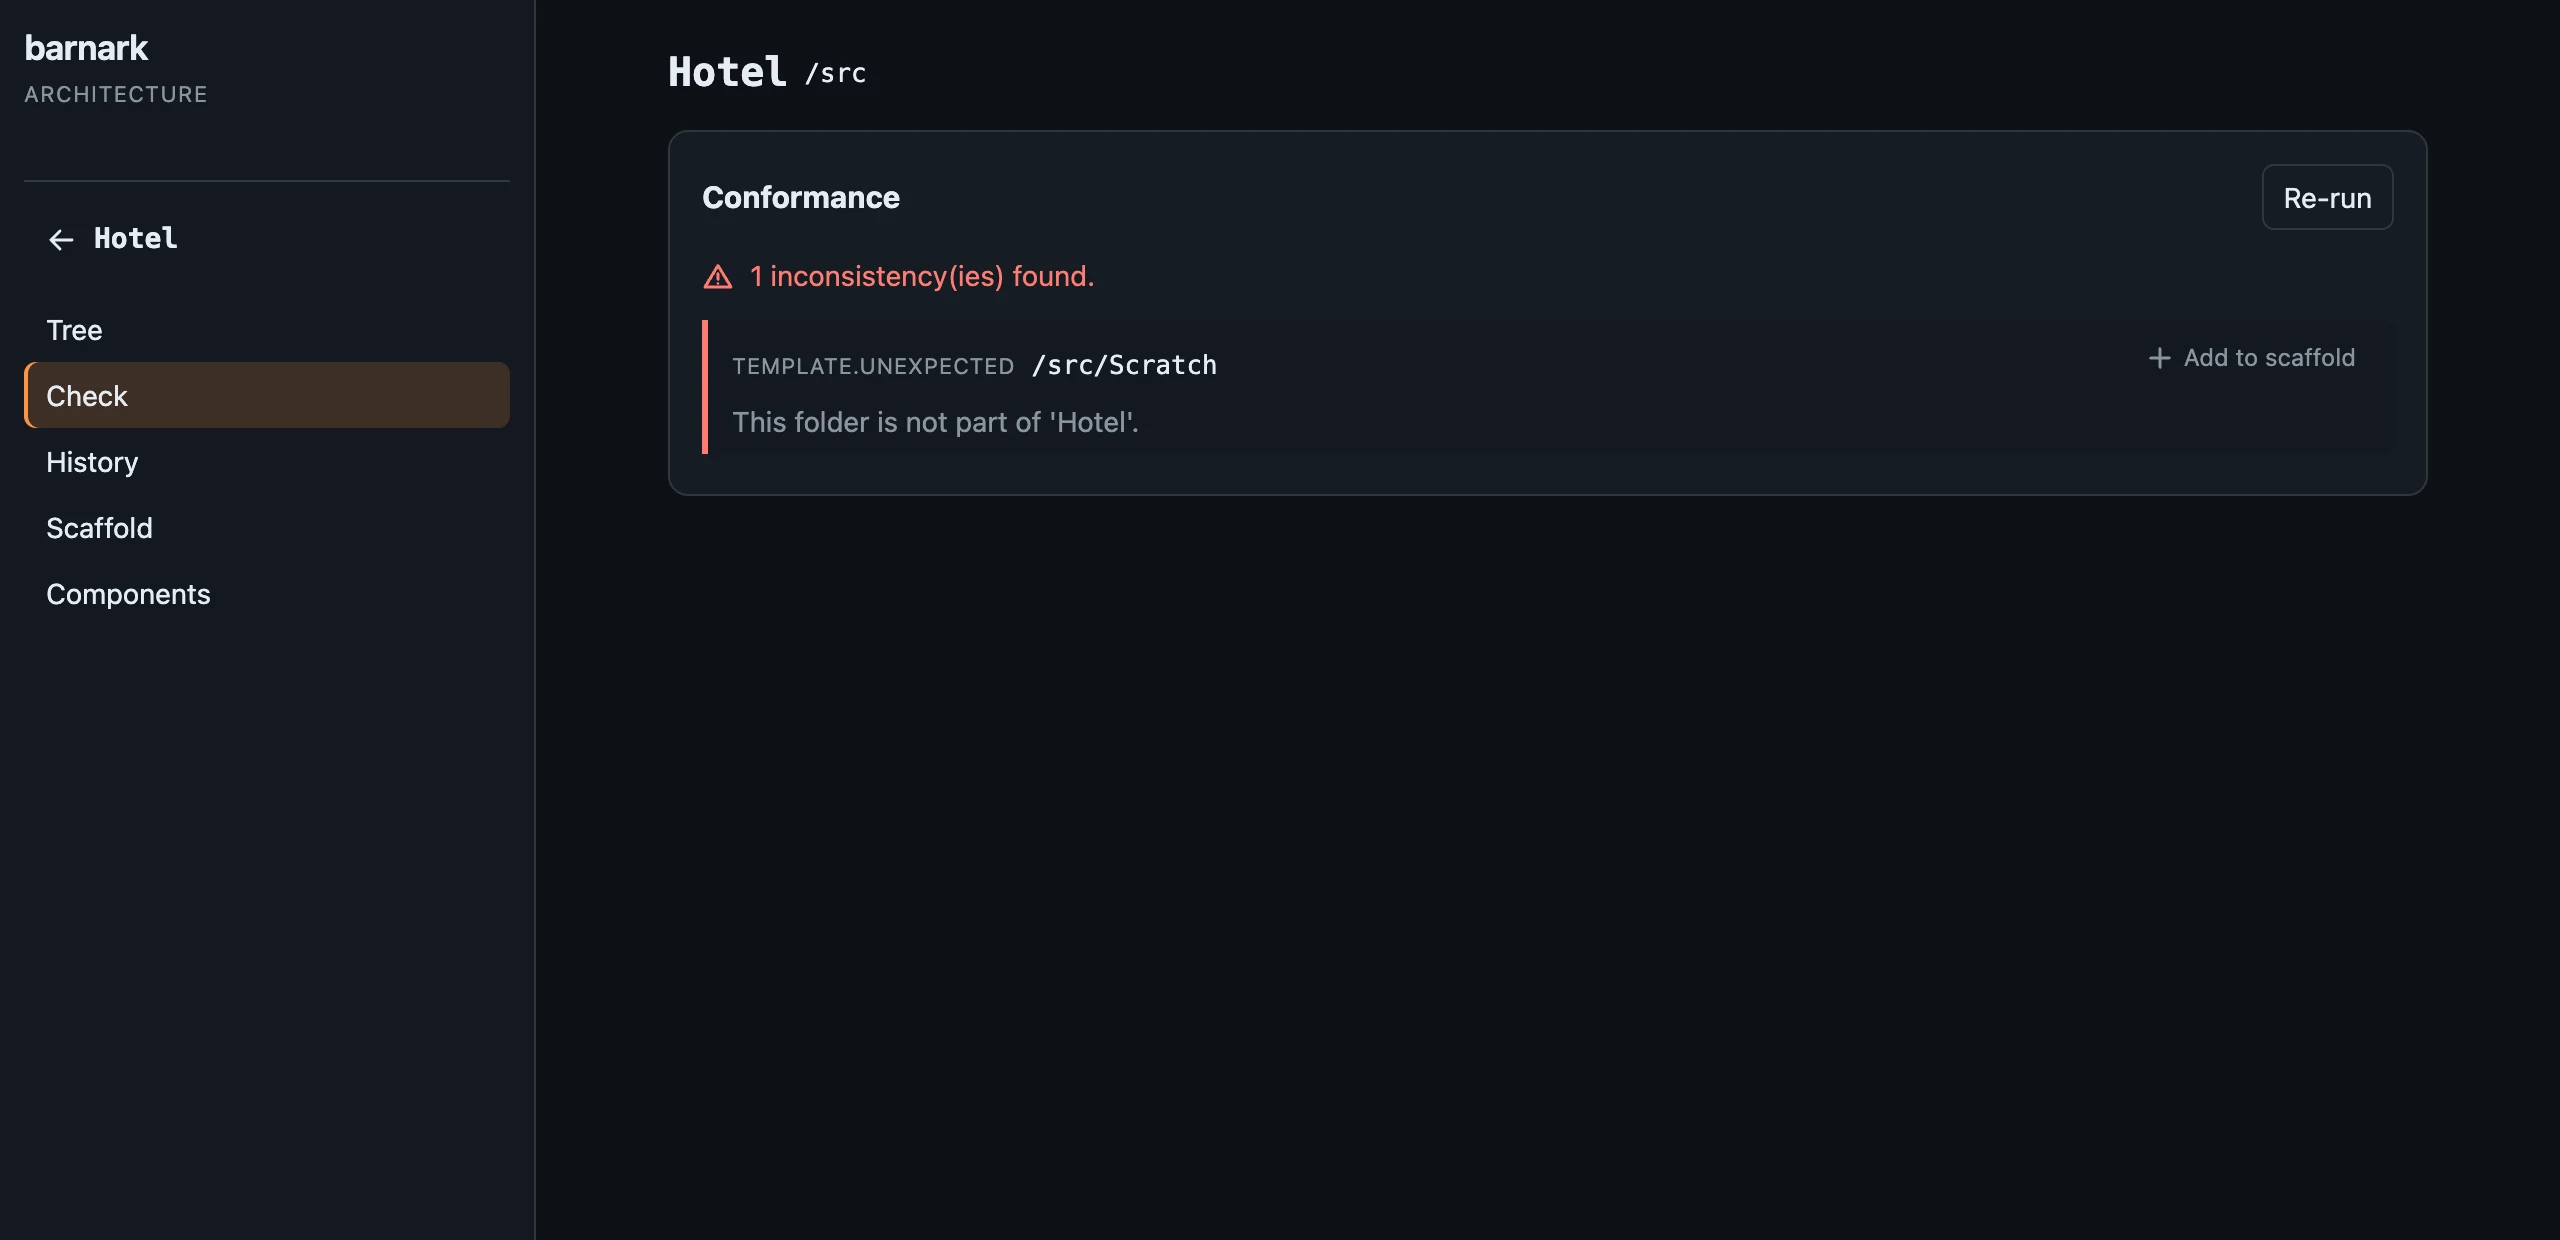 barnark
ARCHITECTURE
← Hotel
Tree
Check
History
Scaffold
Components
Hotel /src
Conformance
Re-run
1 inconsistency(ies) found.
TEMPLATE.UNEXPECTED /src/Scratch
+ Add to scaffold
This folder is not part of 'Hotel'.